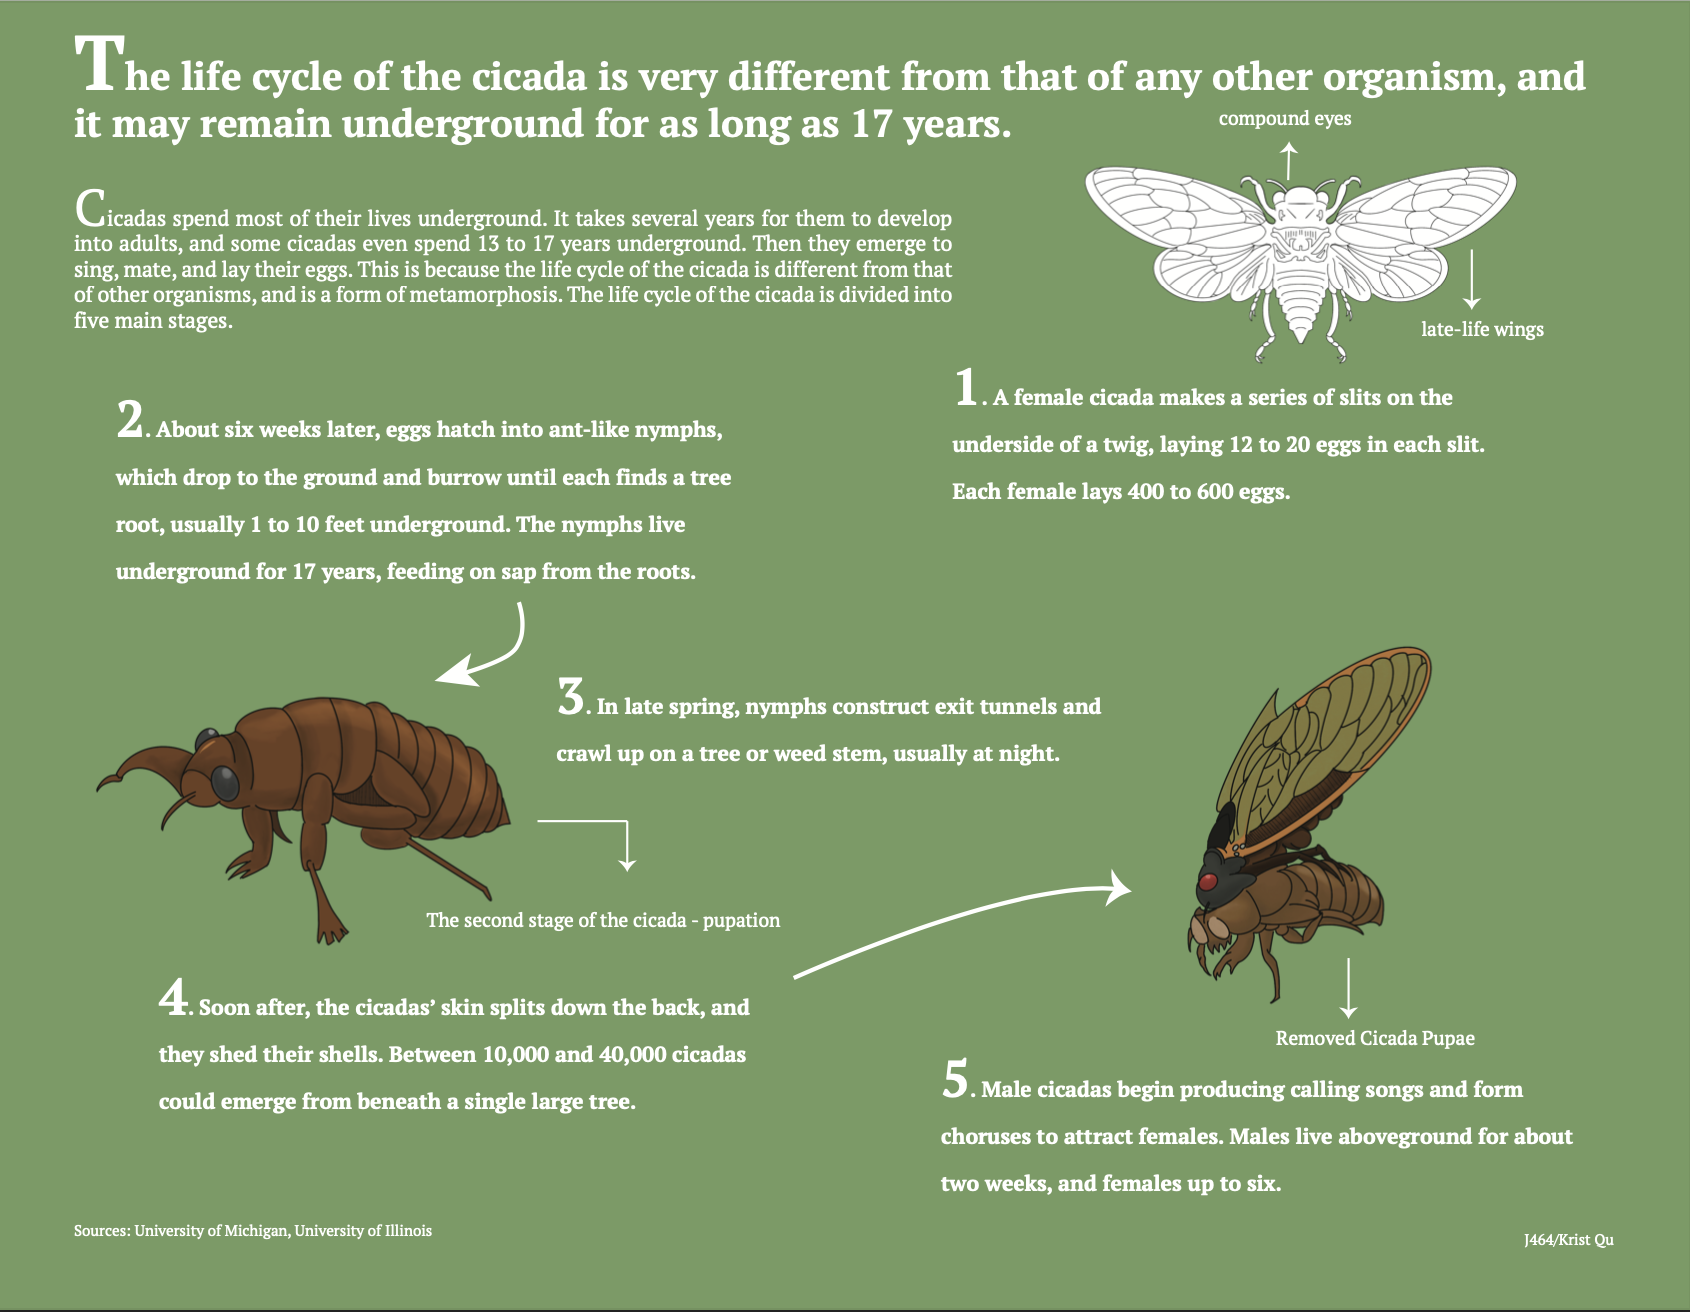 The life cycle of the cicada is very different from that of any other organism, and
it may remain underground for as long as 17 years.
compound eyes
Cicadas spend most of their lives underground. It takes several years for them to develop
into adults, and some cicadas even spend 13 to 17 years underground. Then they emerge to
sing, mate, and lay their eggs. This is because the life cycle of the cicada is different from that
of other organisms, and is a form of metamorphosis. The life cycle of the cicada is divided into
five main stages.
late-life wings
1. A female cicada makes a series of slits on the
underside of a twig, laying 12 to 20 eggs in each slit.
Each female lays 400 to 600 eggs.
2. About six weeks later, eggs hatch into ant-like nymphs,
which drop to the ground and burrow until each finds a tree
root, usually 1 to 10 feet underground. The nymphs live
underground for 17 years, feeding on sap from the roots.
3. In late spring, nymphs construct exit tunnels and
crawl up on a tree or weed stem, usually at night.
The second stage of the cicada - pupation
4. Soon after, the cicadas’ skin splits down the back, and
they shed their shells. Between 10,000 and 40,000 cicadas
could emerge from beneath a single large tree.
Removed Cicada Pupae
5. Male cicadas begin producing calling songs and form
choruses to attract females. Males live aboveground for about
two weeks, and females up to six.
Sources: University of Michigan, University of Illinois
J464/Krist Qu